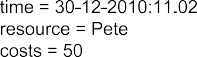 time = 30-12-2010:11.02
resource = Pete
costs = 50